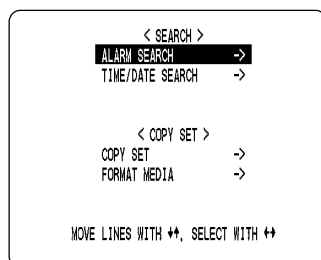 < SEARCH >
ALARM SEARCH ->
TIME/DATE SEARCH ->
< COPY SET >
COPY SET ->
FORMAT MEDIA ->
MOVE LINES WITH ↓↑, SELECT WITH ←→